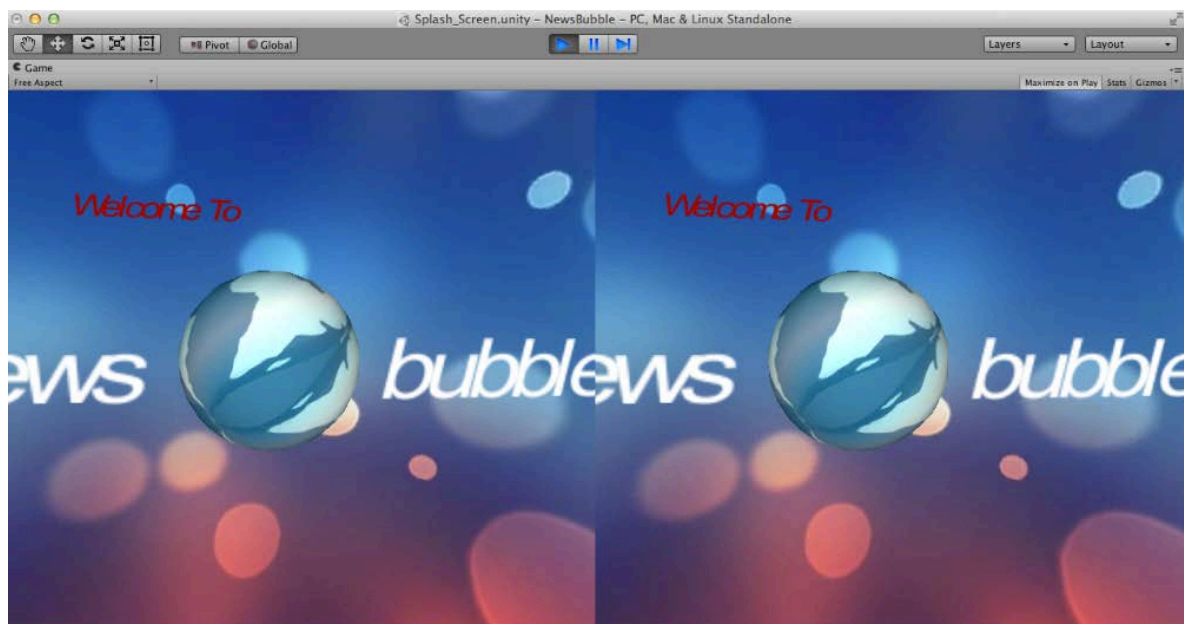 Splash_Screen.unity – NewsBubble – PC, Mac & Linux Standalone
Pivot Global Layers Layout
Game
Free Aspect Maximize on Play Stats Gizmos
Welcome To Welcome To
ews bubble ews bubble